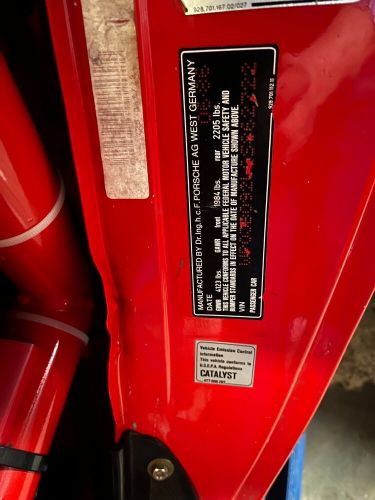 928.701.167.02/027
MANUFACTURED BY Dr.Ing.h.c.F.PORSCHE AG WEST GERMANY
DATE
GVWR 4123 lbs. GAWR front 1984 lbs. rear 2205 lbs.
THIS VEHICLE CONFORMS TO ALL APPLICABLE FEDERAL MOTOR VEHICLE SAFETY AND
BUMPER STANDARDS IN EFFECT ON THE DATE OF MANUFACTURE SHOWN ABOVE.
VIN
PASSENGER CAR
928.701.112.11
Vehicle Emission Control
Information
This vehicle conforms to
U.S.E.P.A. Regulations
CATALYST